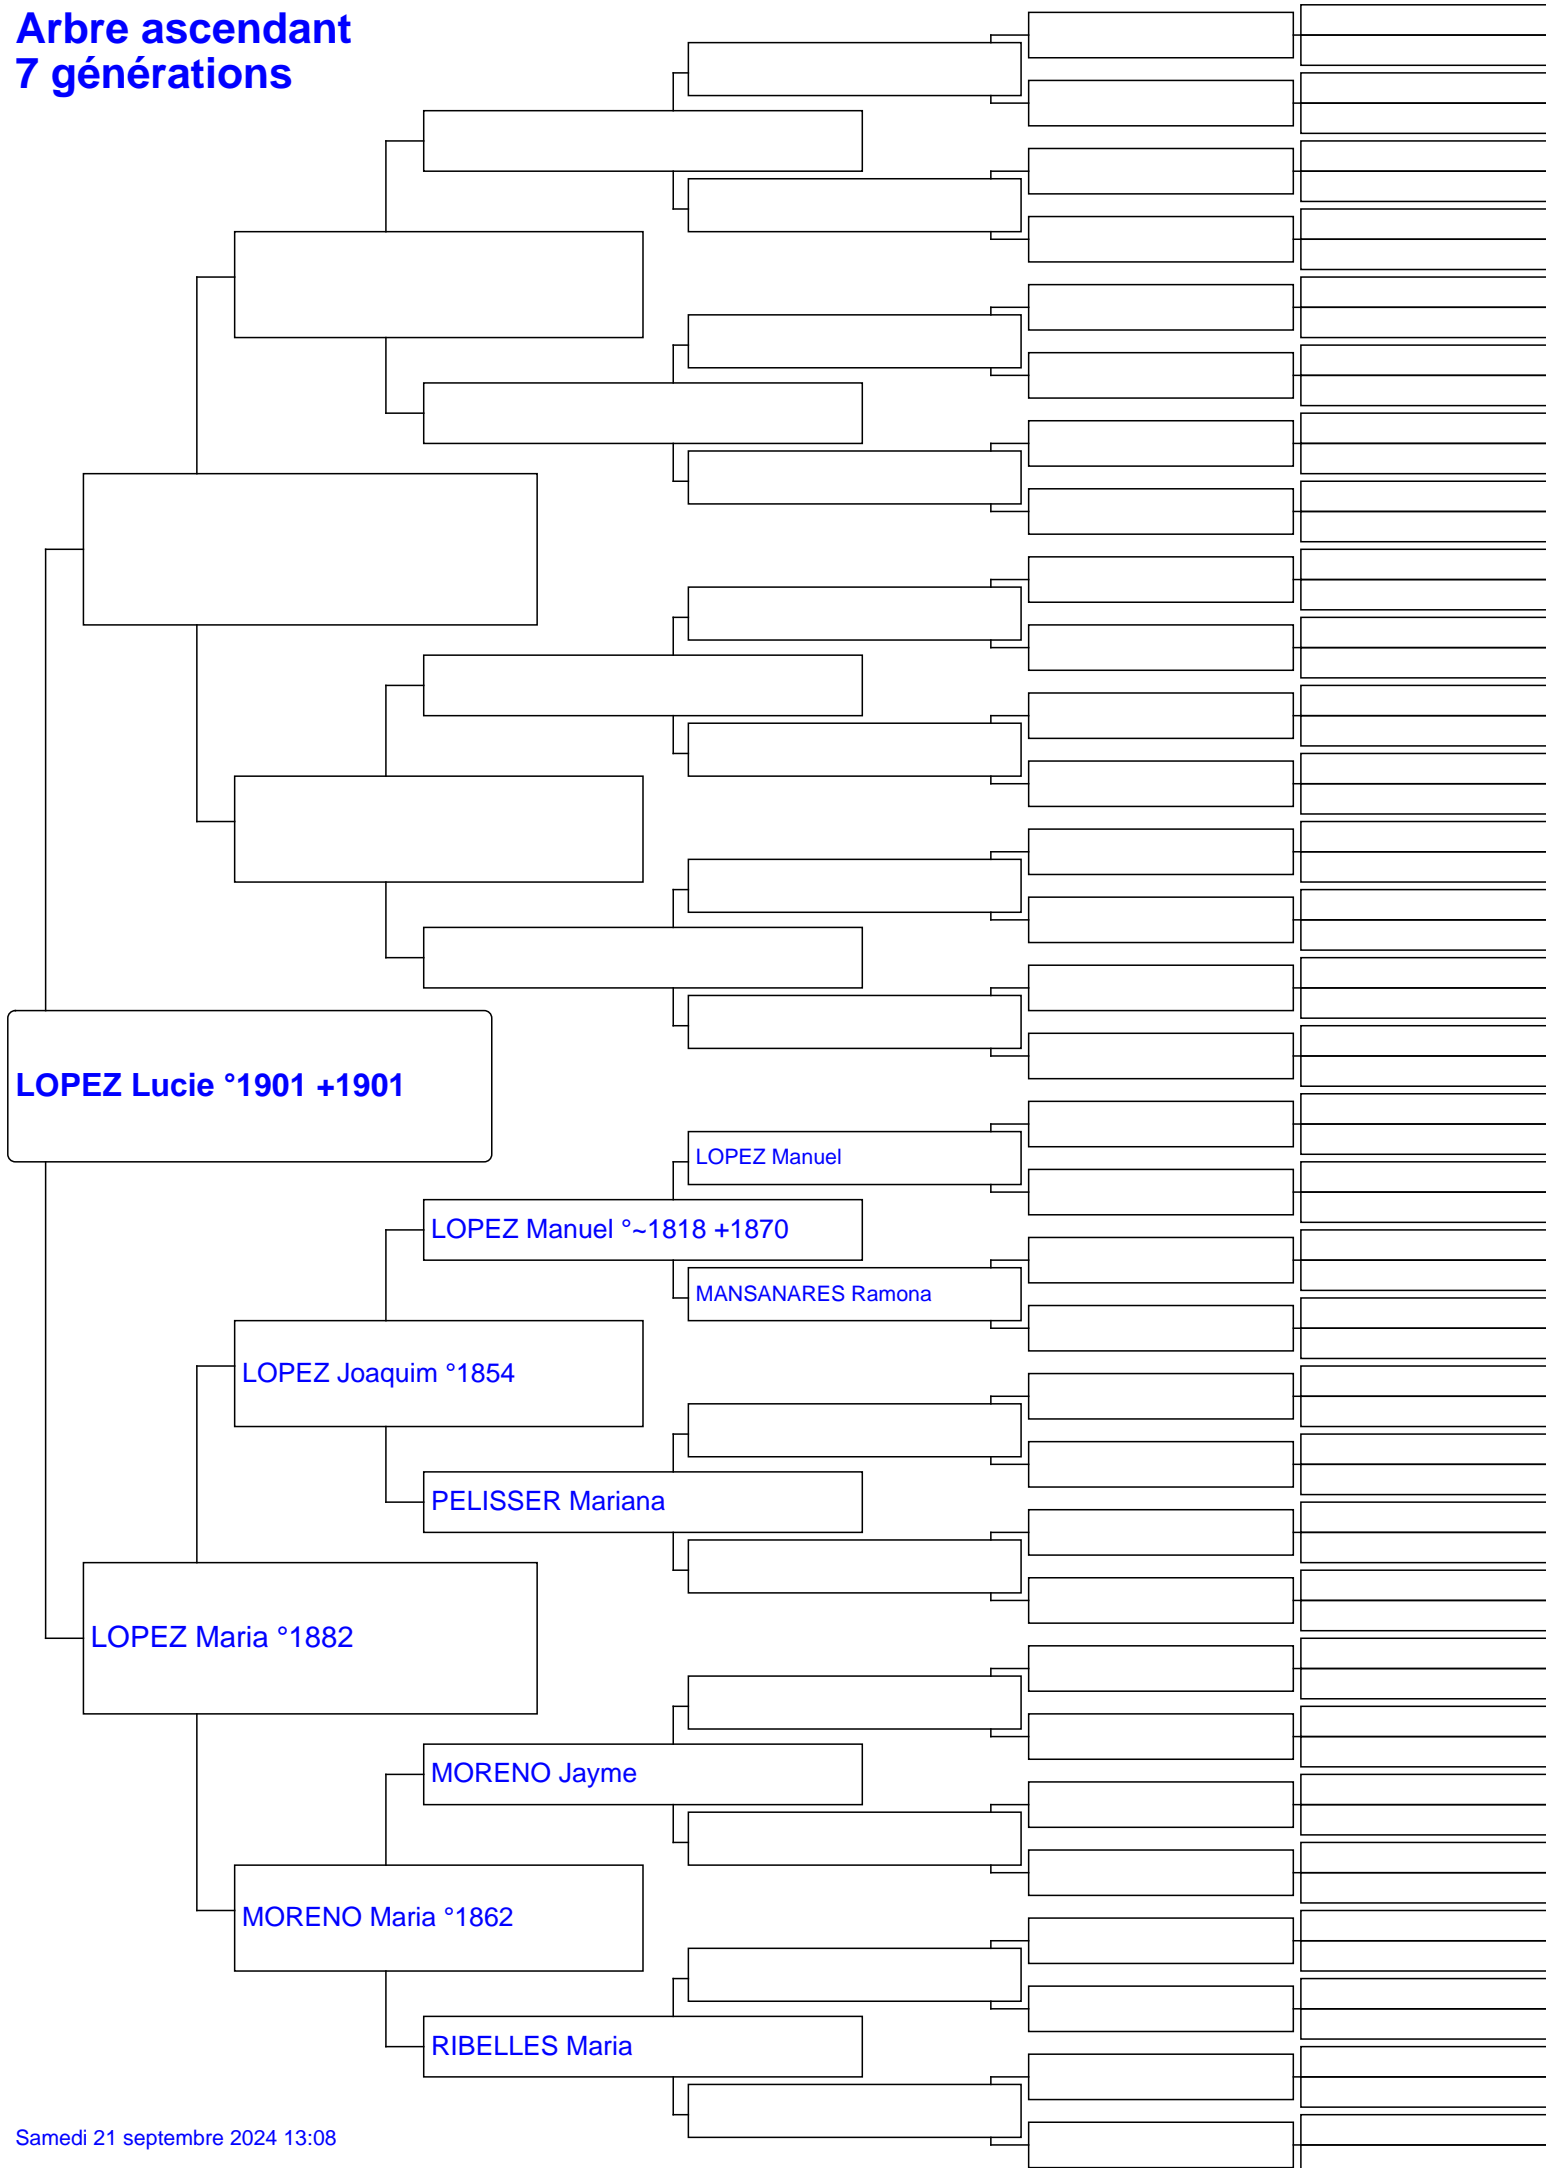 Arbre ascendant
7 générations
LOPEZ Lucie °1901 +1901
LOPEZ Manuel
LOPEZ Manuel °~1818 +1870
MANSANARES Ramona
LOPEZ Joaquim °1854
PELISSER Mariana
LOPEZ Maria °1882
MORENO Jayme
MORENO Maria °1862
RIBELLES Maria
Samedi 21 septembre 2024 13:08